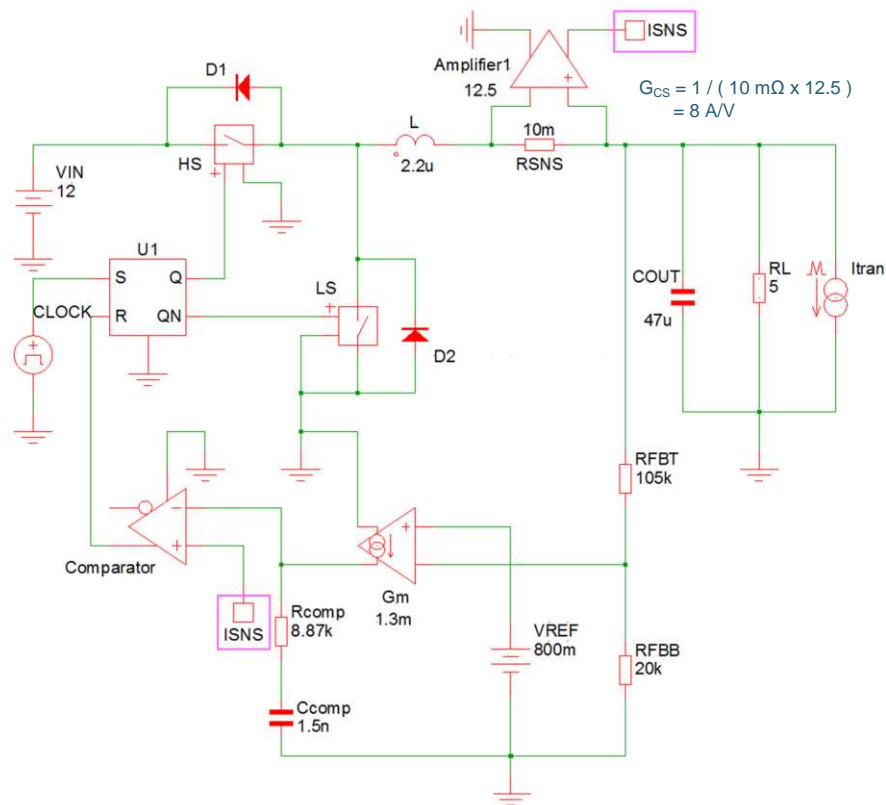 ISNS
Amplifier1
12.5
G_CS = 1 / ( 10 mΩ x 12.5 )
= 8 A/V
D1
HS
+
L
2.2u
10m
RSNS
+
VIN
12
U1
S
Q
R
QN
CLOCK
+
LS
+
D2
COUT
47u
RL
5
Itran
RFBT
105k
Comparator
-
+
ISNS
Gm
1.3m
+
Rcomp
8.87k
VREF
800m
RFBB
20k
Ccomp
1.5n